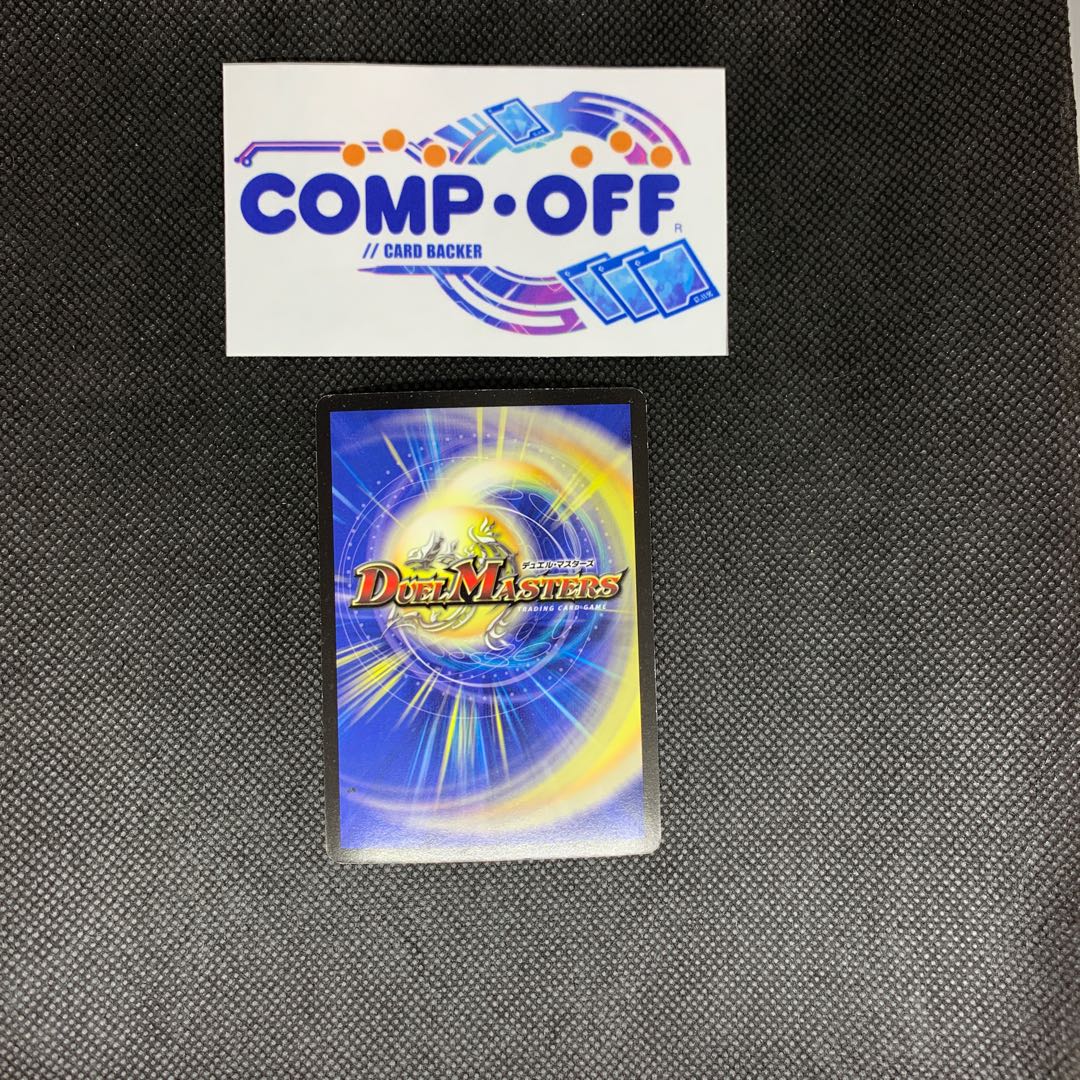 COMP•OFF
R
// CARD BACKER
デュエル・マスターズ
DUEL MASTERS
TRADING CARD GAME